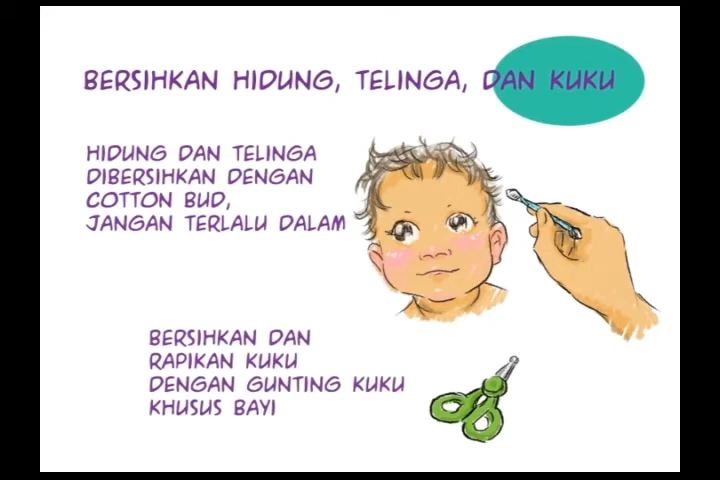 BERSIHKAN HIDUNG, TELINGA, DAN KUKU
HIDUNG DAN TELINGA
DIBERSIHKAN DENGAN
COTTON BUD,
JANGAN TERLALU DALAM
BERSIHKAN DAN
RAPIKAN KUKU
DENGAN GUNTING KUKU
KHUSUS BAYI